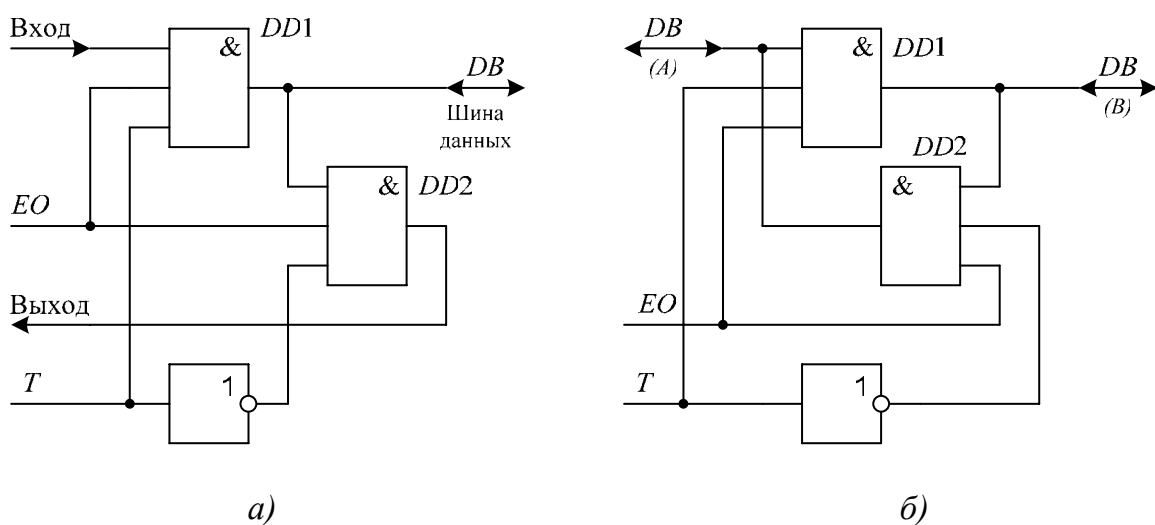 Вход
&
DD1
DB
Шина
данных
&
DD2
EO
Выход
T
1
а)
DB
(A)
&
DD1
DB
(B)
DD2
&
EO
T
1
б)